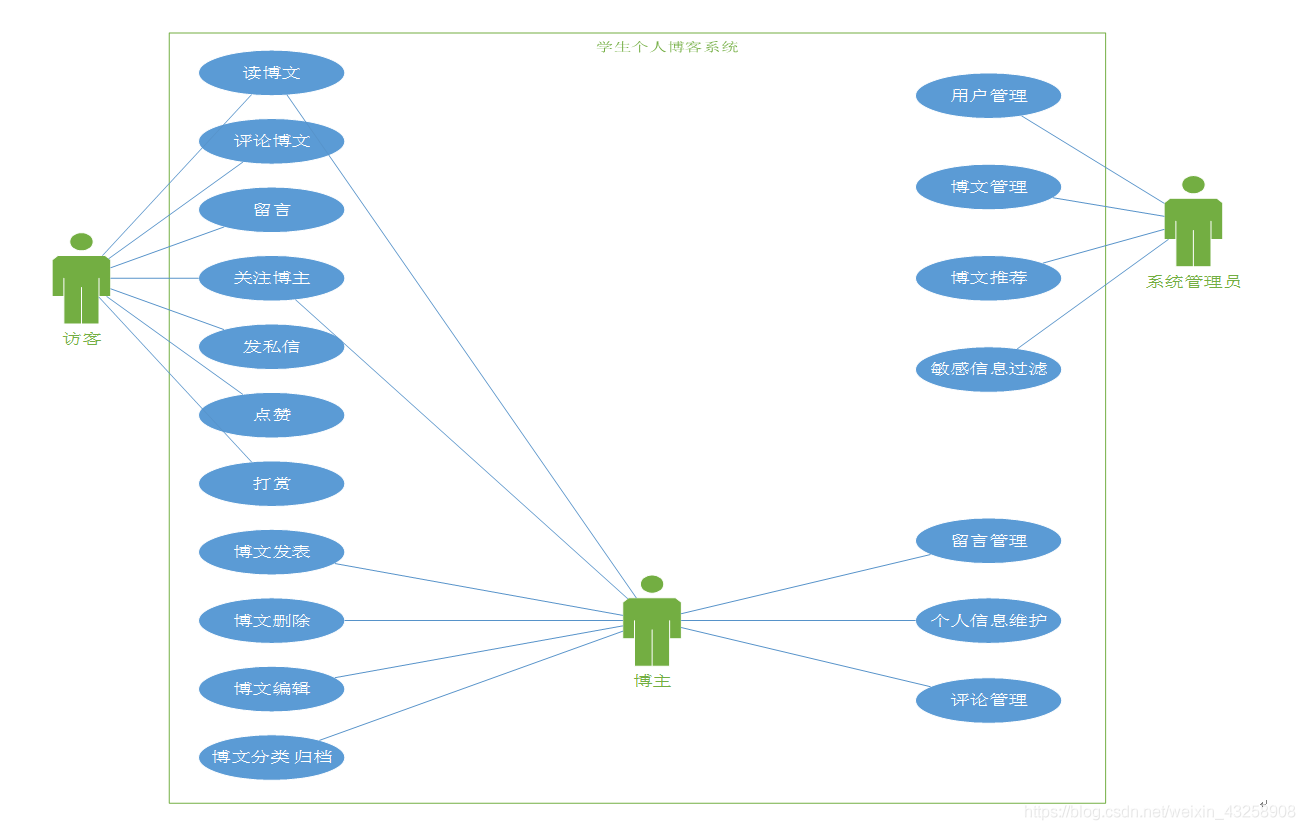 学生个人博客系统
读博文
评论博文
留言
关注博主
发私信
点赞
打赏
博文发表
博文删除
博文编辑
博文分类 归档
访客
用户管理
博文管理
博文推荐
敏感信息过滤
系统管理员
留言管理
个人信息维护
评论管理
博主
https://blog.csdn.net/weixin_43258908